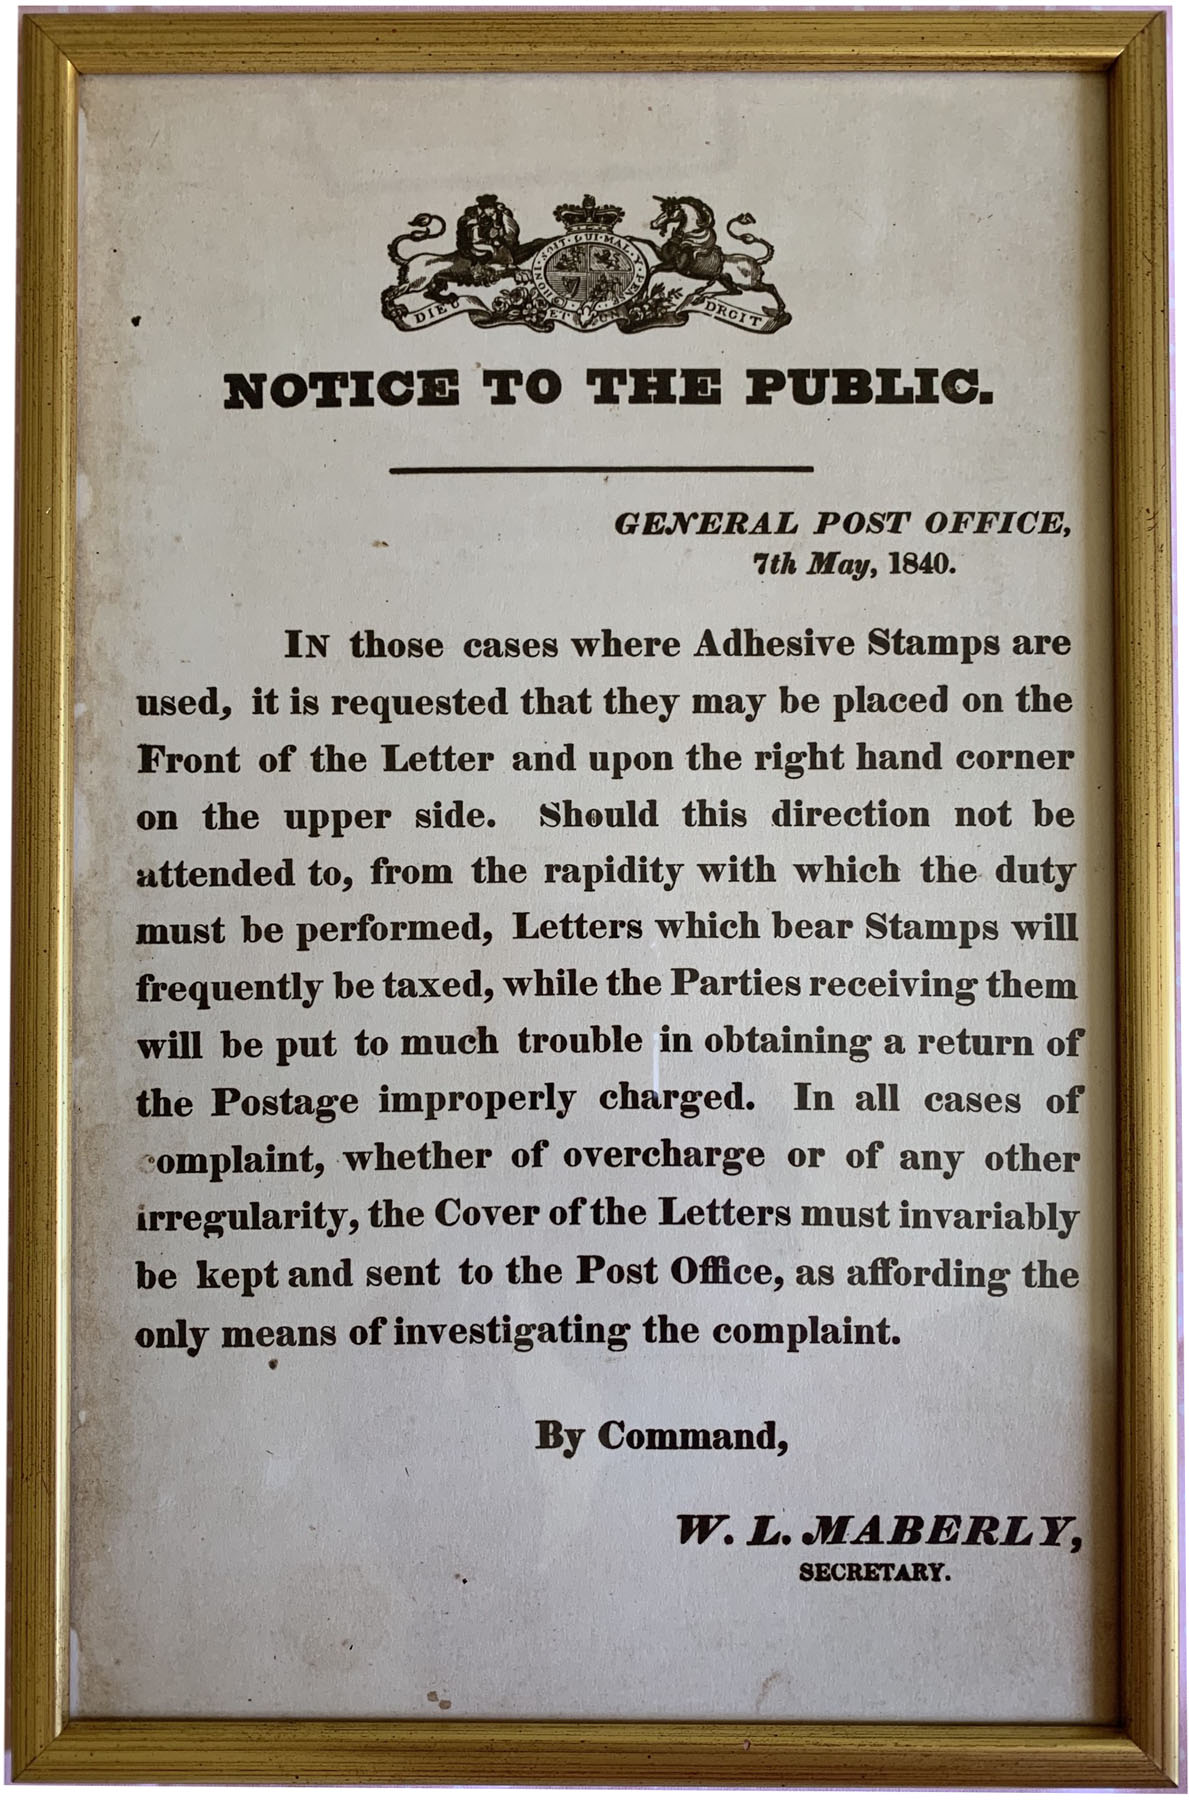 HONI · SOIT · QUI · MAL · Y · PENSE
DIEU ET MON DROIT
NOTICE TO THE PUBLIC.
GENERAL POST OFFICE,
7th May, 1840.
IN those cases where Adhesive Stamps are
used, it is requested that they may be placed on the
Front of the Letter and upon the right hand corner
on the upper side. Should this direction not be
attended to, from the rapidity with which the duty
must be performed, Letters which bear Stamps will
frequently be taxed, while the Parties receiving them
will be put to much trouble in obtaining a return of
the Postage improperly charged. In all cases of
complaint, whether of overcharge or of any other
irregularity, the Cover of the Letters must invariably
be kept and sent to the Post Office, as affording the
only means of investigating the complaint.
By Command,
W. L. MABERLY,
SECRETARY.